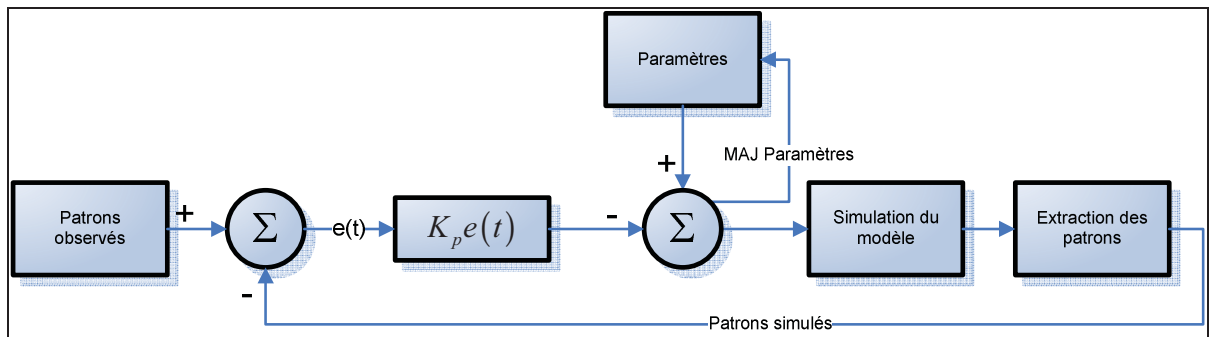 Paramètres
+
MAJ Paramètres
Patrons
observés
+
Σ
e(t)
K_p e(t)
-
Σ
Simulation du
modèle
Extraction des
patrons
-
Patrons simulés